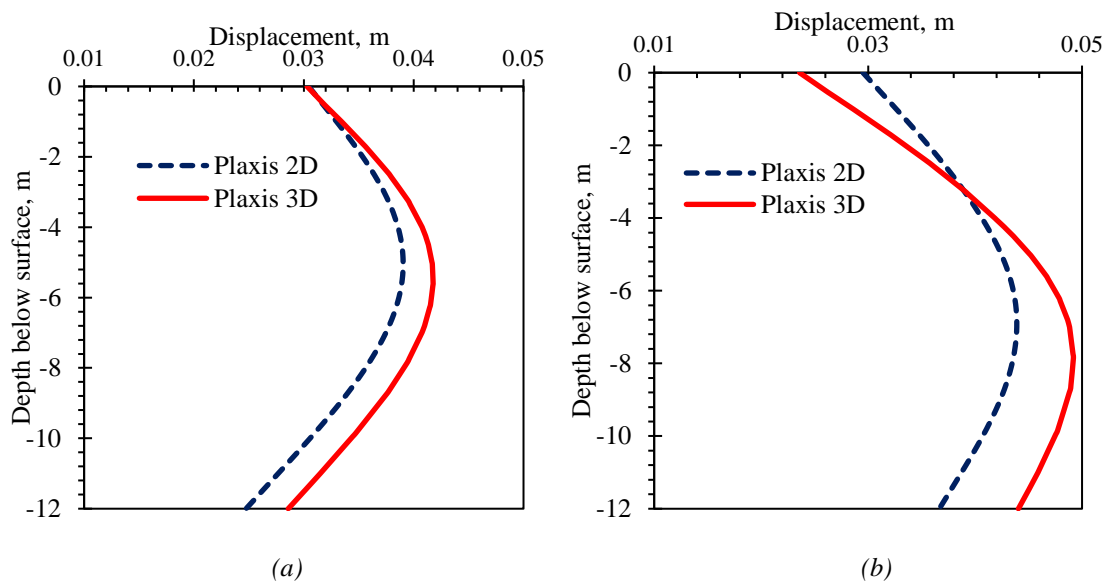 Displacement, m
0.01 0.02 0.03 0.04 0.05
0
-2
-4
-6
-8
-10
-12
Depth below surface, m
Plaxis 2D
Plaxis 3D
(a)
Displacement, m
0.01 0.03 0.05
0
-2
-4
-6
-8
-10
-12
Depth below surface, m
Plaxis 2D
Plaxis 3D
(b)